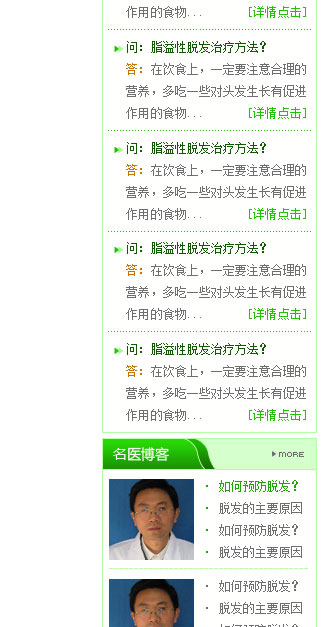 作用的食物... [详情点击]
问：脂溢性脱发治疗方法？
答：在饮食上，一定要注意合理的
营养，多吃一些对头发生长有促进
作用的食物... [详情点击]
问：脂溢性脱发治疗方法？
答：在饮食上，一定要注意合理的
营养，多吃一些对头发生长有促进
作用的食物... [详情点击]
问：脂溢性脱发治疗方法？
答：在饮食上，一定要注意合理的
营养，多吃一些对头发生长有促进
作用的食物... [详情点击]
问：脂溢性脱发治疗方法？
答：在饮食上，一定要注意合理的
营养，多吃一些对头发生长有促进
作用的食物... [详情点击]
名医博客 MORE
· 如何预防脱发？
· 脱发的主要原因
· 如何预防脱发？
· 脱发的主要原因
· 如何预防脱发？
· 脱发的主要原因
· 如何预防脱发？